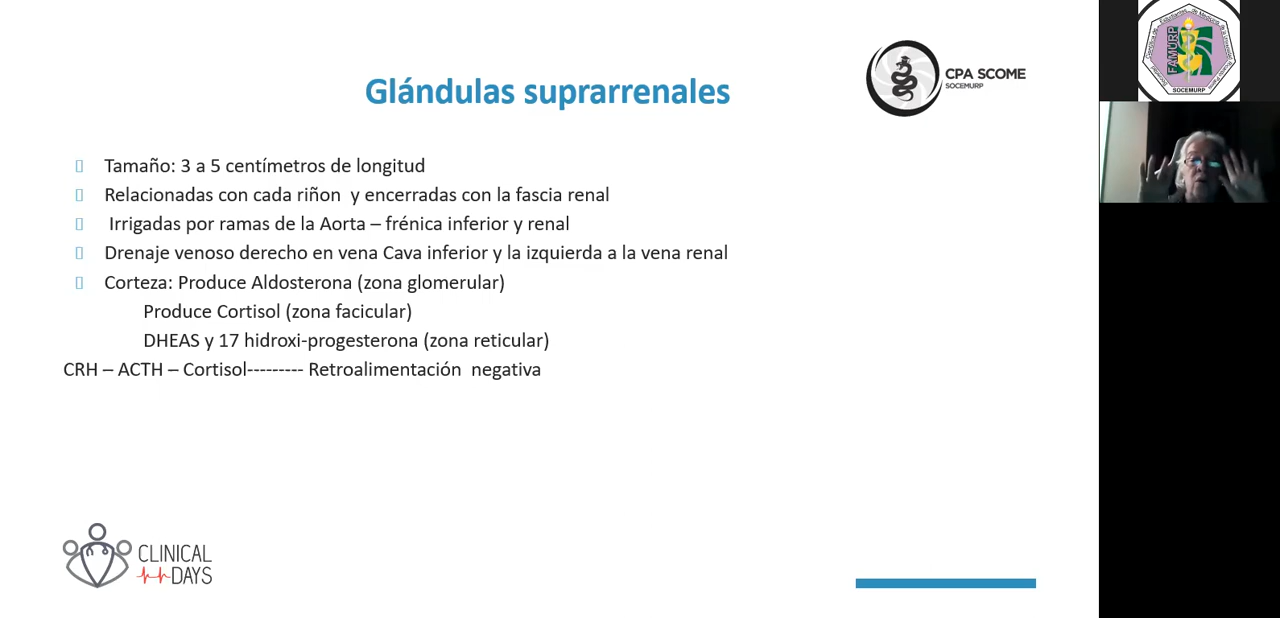 Glándulas suprarrenales
CPA SCOME
SOCEMURP
Tamaño: 3 a 5 centímetros de longitud
Relacionadas con cada riñon y encerradas con la fascia renal
Irrigadas por ramas de la Aorta – frénica inferior y renal
Drenaje venoso derecho en vena Cava inferior y la izquierda a la vena renal
Corteza: Produce Aldosterona (zona glomerular)
Produce Cortisol (zona facicular)
DHEAS y 17 hidroxi-progesterona (zona reticular)
CRH – ACTH – Cortisol--------- Retroalimentación negativa
CLINICAL
DAYS
FAMURP
SOCEMURP